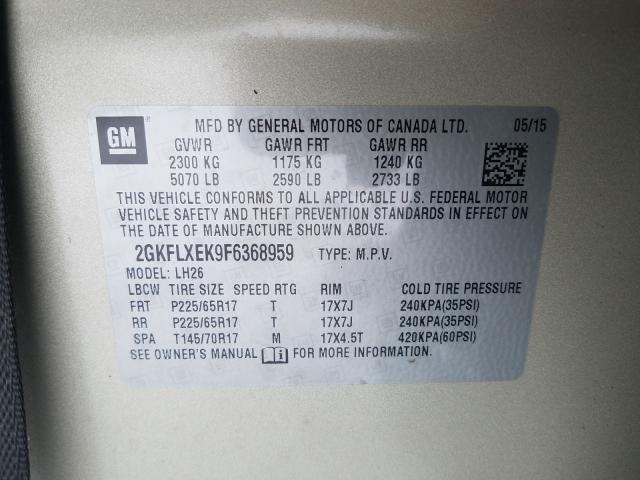 GM ®
MFD BY GENERAL MOTORS OF CANADA LTD. 05/15
GVWR GAWR FRT GAWR RR
2300 KG 1175 KG 1240 KG
5070 LB 2590 LB 2733 LB
THIS VEHICLE CONFORMS TO ALL APPLICABLE U.S. FEDERAL MOTOR
VEHICLE SAFETY AND THEFT PREVENTION STANDARDS IN EFFECT ON
THE DATE OF MANUFACTURE SHOWN ABOVE.
2GKFLXEK9F6368959 TYPE: M.P.V.
MODEL: LH26
LBCW TIRE SIZE SPEED RTG RIM COLD TIRE PRESSURE
FRT P225/65R17 T 17X7J 240KPA(35PSI)
RR P225/65R17 T 17X7J 240KPA(35PSI)
SPA T145/70R17 M 17X4.5T 420KPA(60PSI)
SEE OWNER'S MANUAL FOR MORE INFORMATION.